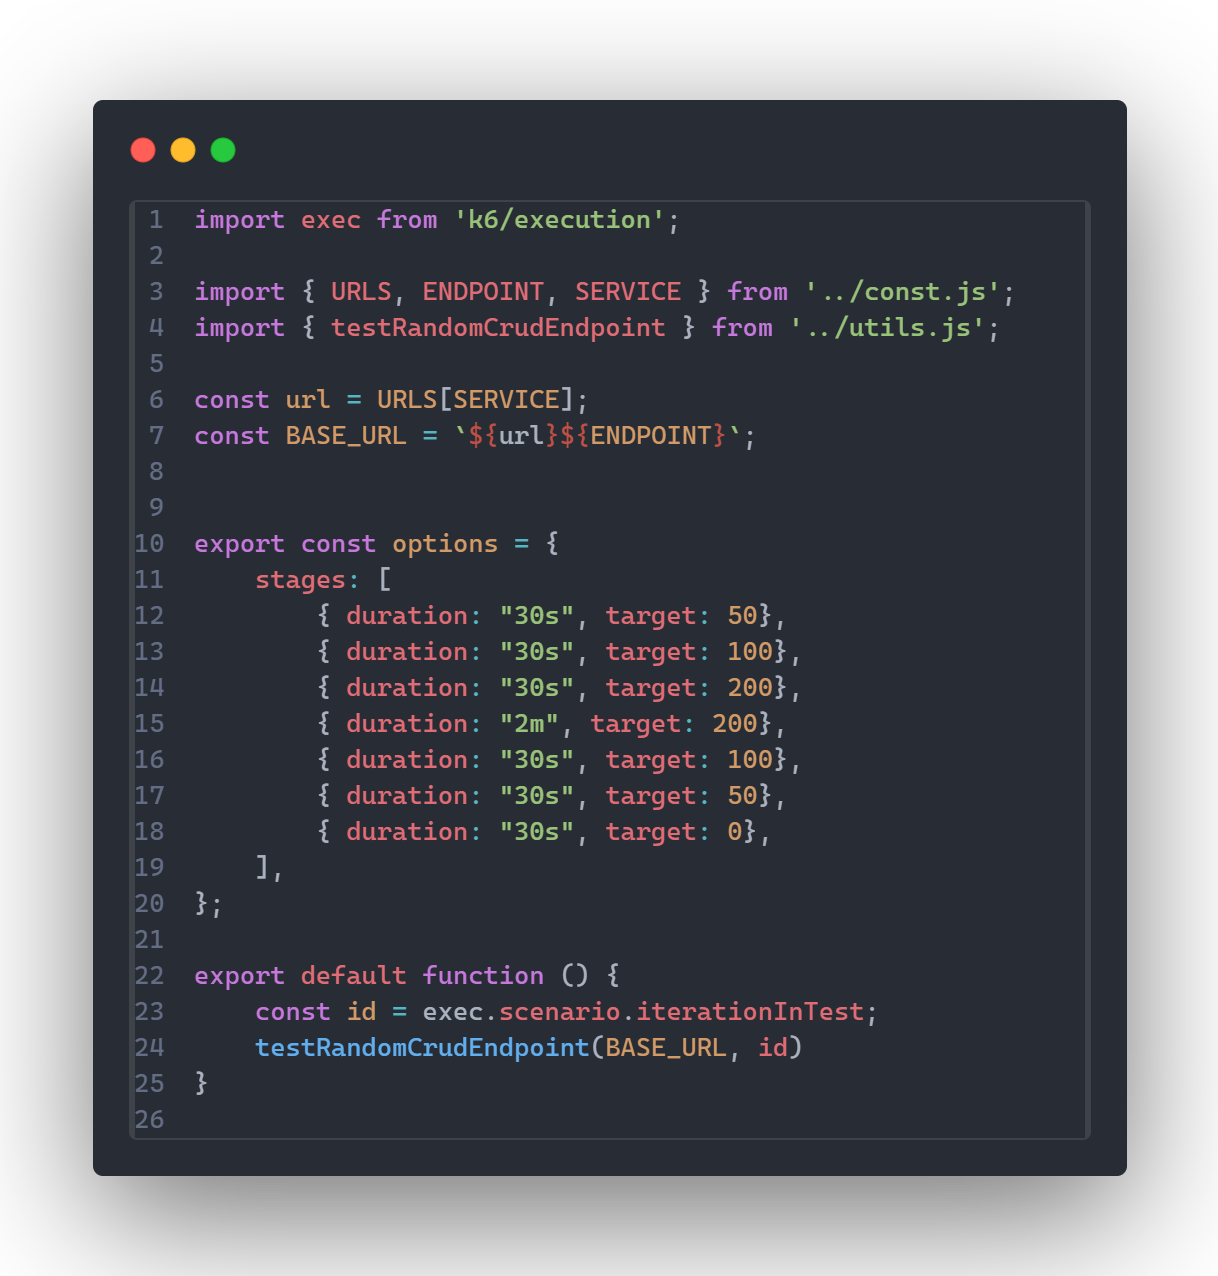 1 import exec from 'k6/execution';
2
3 import { URLS, ENDPOINT, SERVICE } from '../const.js';
4 import { testRandomCrudEndpoint } from '../utils.js';
5
6 const url = URLS[SERVICE];
7 const BASE_URL = `${url}${ENDPOINT}`;
8
9
10 export const options = {
11     stages: [
12         { duration: "30s", target: 50},
13         { duration: "30s", target: 100},
14         { duration: "30s", target: 200},
15         { duration: "2m", target: 200},
16         { duration: "30s", target: 100},
17         { duration: "30s", target: 50},
18         { duration: "30s", target: 0},
19     ],
20 };
21
22 export default function () {
23     const id = exec.scenario.iterationInTest;
24     testRandomCrudEndpoint(BASE_URL, id)
25 }
26